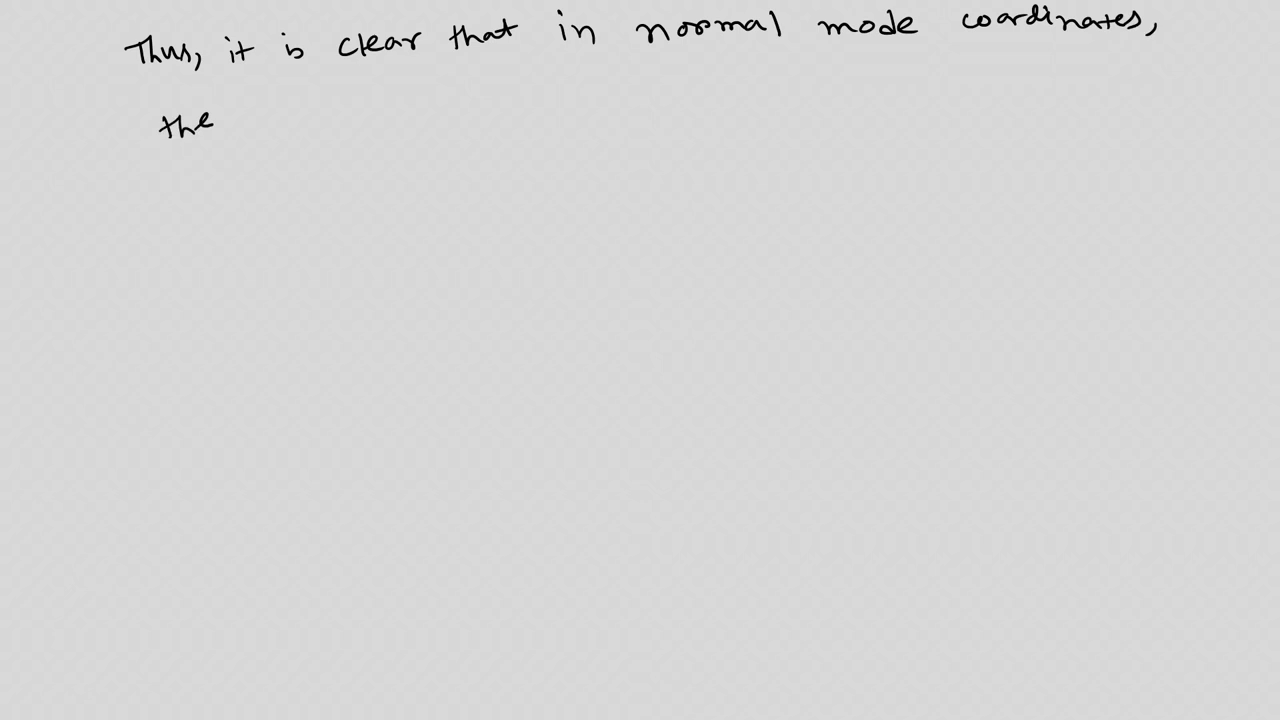 Thus, it is clear that in normal mode coordinates,
the